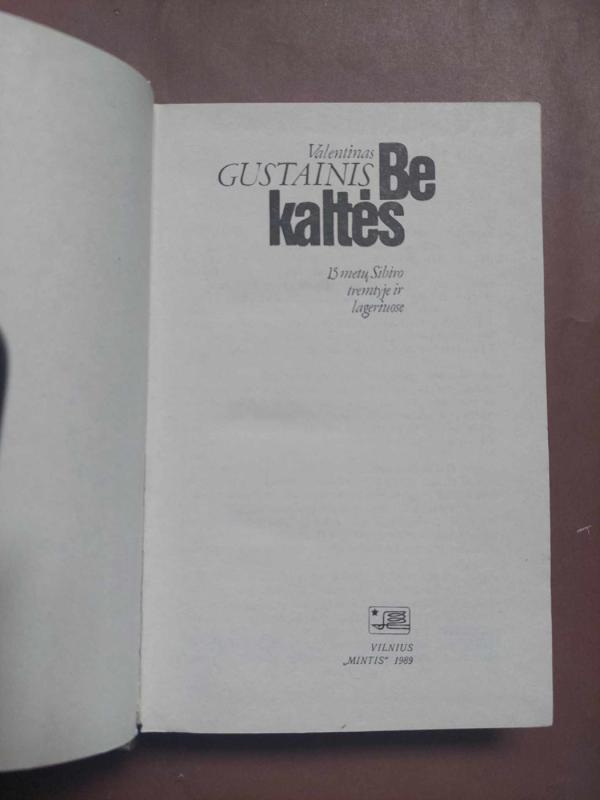 Valentinas
GUSTAINIS Be
kaltės
15 metų Sibiro
tremtyje ir
lageriuose
VILNIUS
„MINTIS“ 1989